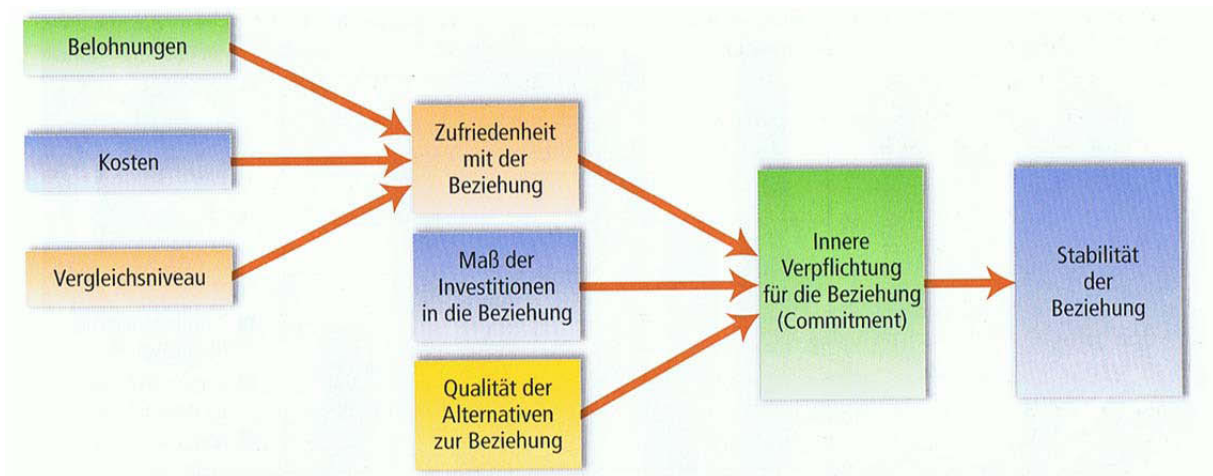 Belohnungen
Kosten
Vergleichsniveau
Zufriedenheit
mit der
Beziehung
Maß der
Investitionen
in die Beziehung
Qualität der
Alternativen
zur Beziehung
Innere
Verpflichtung
für die Beziehung
(Commitment)
Stabilität
der
Beziehung